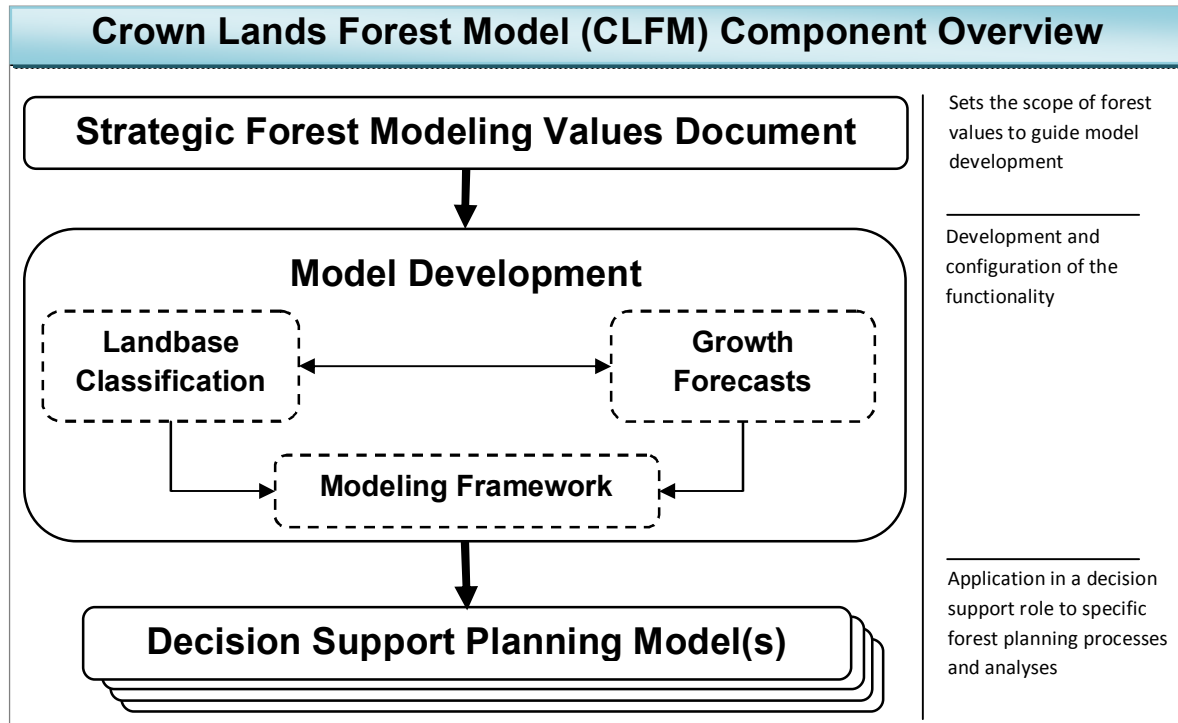 Crown Lands Forest Model (CLFM) Component Overview
Strategic Forest Modeling Values Document
Sets the scope of forest
values to guide model
development
Model Development
Development and
configuration of the
functionality
Landbase
Classification
Growth
Forecasts
Modeling Framework
Decision Support Planning Model(s)
Application in a decision
support role to specific
forest planning processes
and analyses